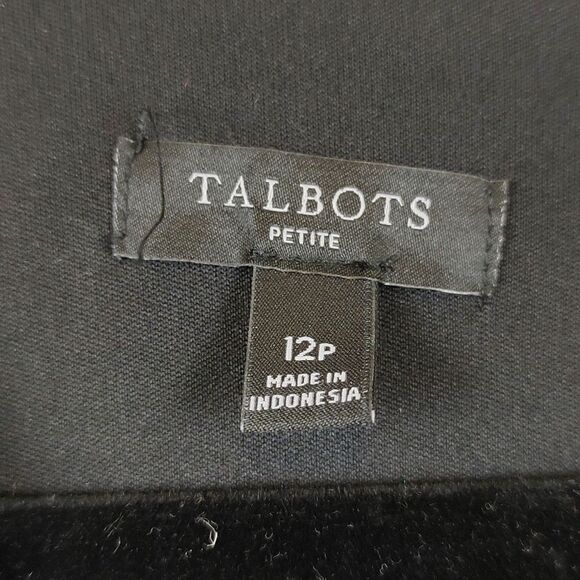 TALBOTS
PETITE
12P
MADE IN
INDONESIA